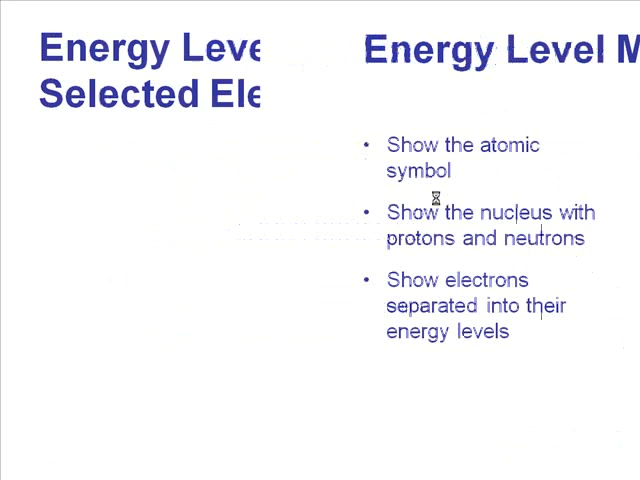 Energy Leve
Selected Ele
Energy Level M
• Show the atomic
symbol
• Show the nucleus with
protons and neutrons
• Show electrons
separated into their
energy levels